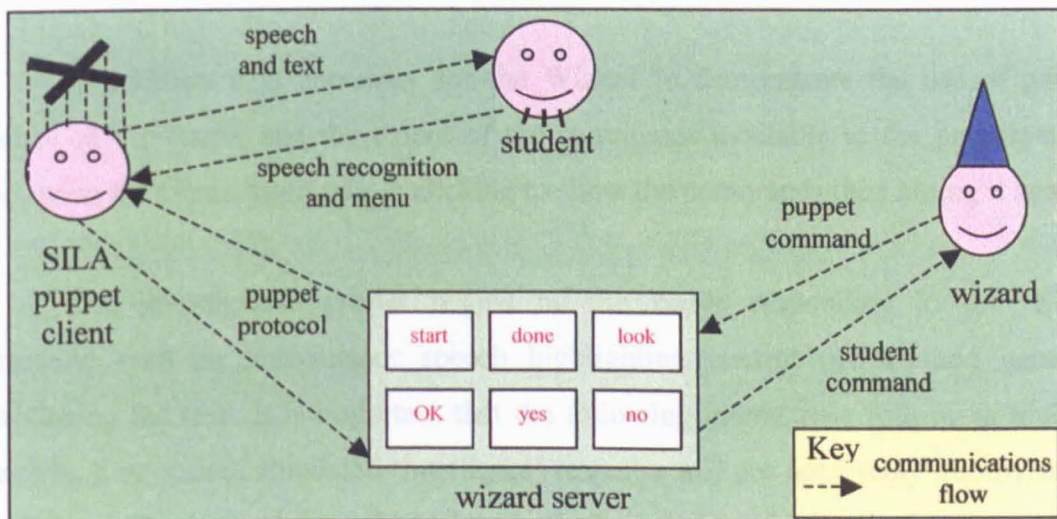 speech
and text
student
speech recognition
and menu
SILA
puppet
client
puppet
protocol
puppet
command
wizard
start done look
OK yes no
student
command
wizard server
Key
communications
flow